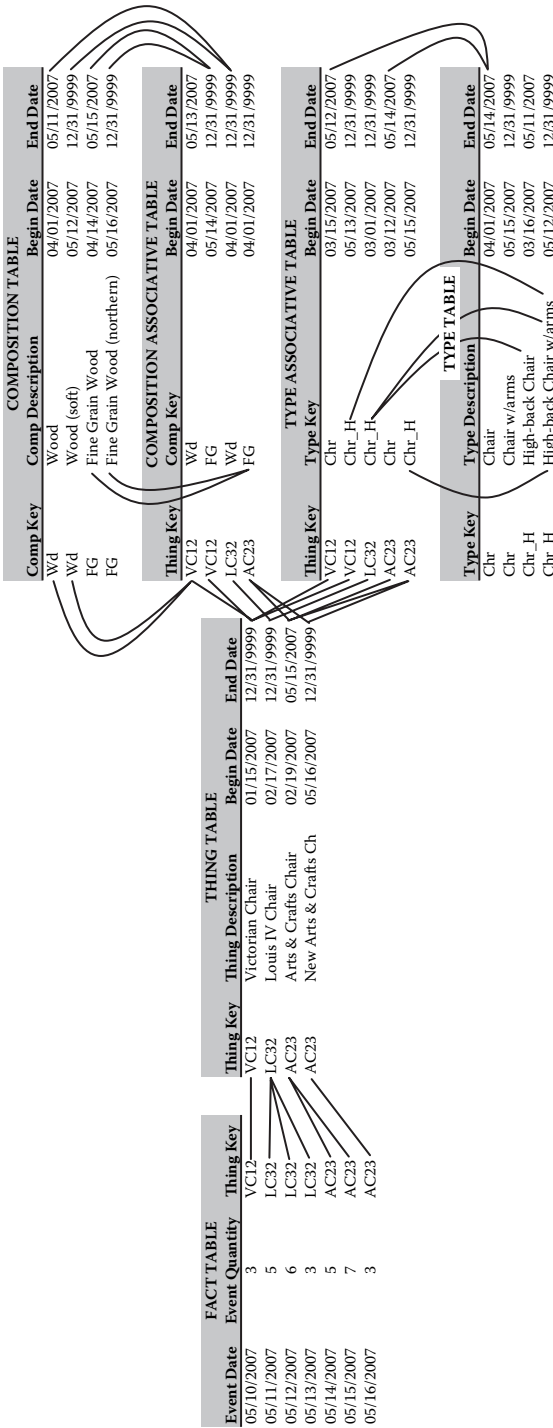 COMPOSITION TABLE
Comp Key Comp Description Begin Date End Date
Wd Wood 04/01/2007 05/11/2007
Wd Wood (soft) 05/12/2007 12/31/9999
FG Fine Grain Wood 04/14/2007 05/15/2007
FG Fine Grain Wood (northern) 05/16/2007 12/31/9999
COMPOSITION ASSOCIATIVE TABLE
Thing Key Comp Key Begin Date End Date
VC12 Wd 04/01/2007 05/13/2007
VC12 FG 05/14/2007 12/31/9999
LC32 Wd 04/01/2007 12/31/9999
AC23 FG 04/01/2007 12/31/9999
TYPE ASSOCIATIVE TABLE
Thing Key Type Key Begin Date End Date
VC12 Chr 03/15/2007 05/12/2007
VC12 Chr_H 05/13/2007 12/31/9999
LC32 Chr_H 03/01/2007 12/31/9999
AC23 Chr 03/12/2007 05/14/2007
AC23 Chr_H 05/15/2007 12/31/9999
TYPE TABLE
Type Key Type Description Begin Date End Date
Chr Chair 04/01/2007 05/14/2007
Chr Chair w/arms 05/15/2007 12/31/9999
Chr_H High-back Chair 03/16/2007 05/11/2007
Chr_H High-back Chair w/arms 05/12/2007 12/31/9999
THING TABLE
Thing Key Thing Description Begin Date End Date
VC12 Victorian Chair 01/15/2007 12/31/9999
LC32 Louis IV Chair 02/17/2007 12/31/9999
AC23 Arts & Crafts Chair 02/19/2007 05/15/2007
AC23 New Arts & Crafts Ch 05/16/2007 12/31/9999
FACT TABLE
Event Date Event Quantity Thing Key
05/10/2007 3 VC12
05/11/2007 5 LC32
05/12/2007 6 LC32
05/13/2007 3 LC32
05/14/2007 5 AC23
05/15/2007 7 AC23
05/16/2007 3 AC23